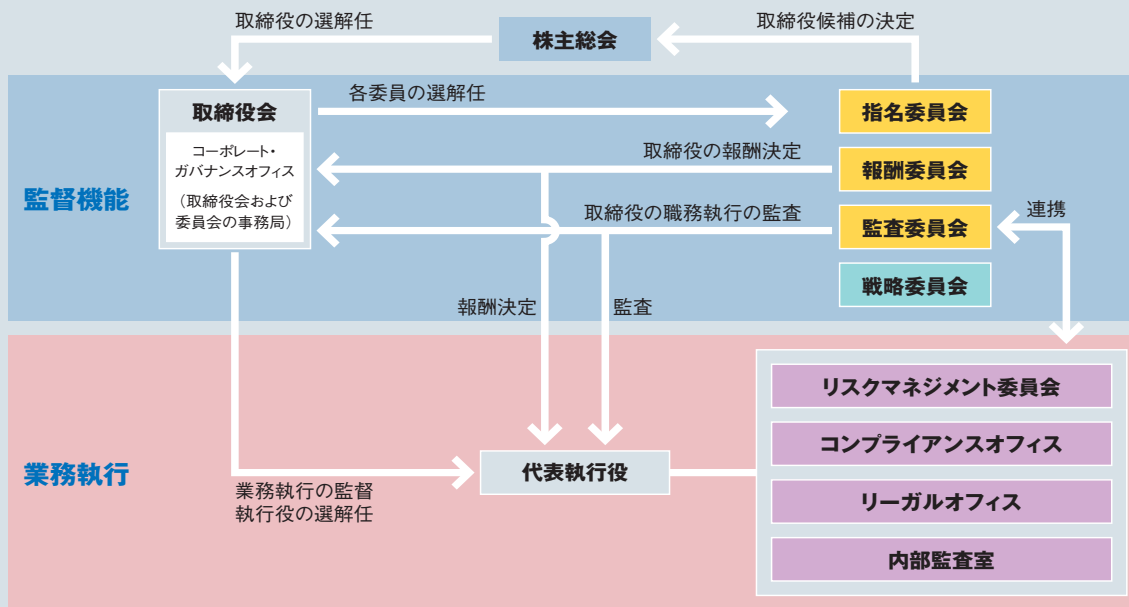 取締役の選解任
株主総会
取締役候補の決定
監督機能
取締役会
コーポレート・
ガバナンスオフィス
（取締役会および
委員会の事務局）
各委員の選解任
指名委員会
取締役の報酬決定
報酬委員会
取締役の職務執行の監査
監査委員会
連携
戦略委員会
報酬決定
監査
業務執行
業務執行の監督
執行役の選解任
代表執行役
リスクマネジメント委員会
コンプライアンスオフィス
リーガルオフィス
内部監査室